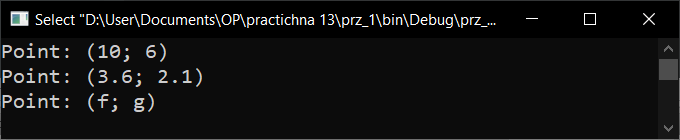 Select "D:\User\Documents\OP\practichna 13\prz_1\bin\Debug\prz_...
Point: (10; 6)
Point: (3.6; 2.1)
Point: (f; g)